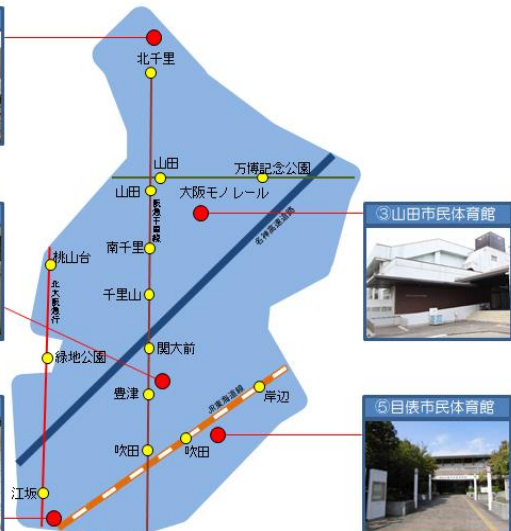 北千里
山田
万博記念公園
山田
大阪モノレール
阪急千里線
名神高速道路
③山田市民体育館
南千里
桃山台
千里山
北大阪急行
関大前
緑地公園
豊津
JR東海道線
岸辺
⑤目俵市民体育館
吹田
吹田
江坂